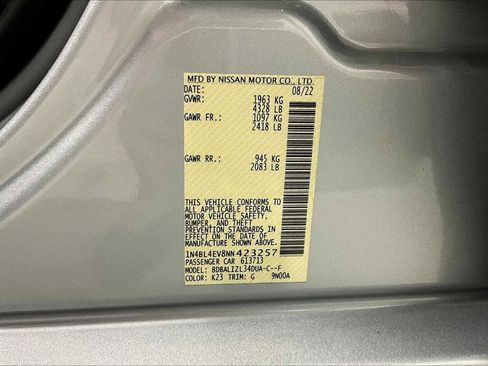 MFD BY NISSAN MOTOR CO., LTD.
DATE: 08/22
GVWR: 1963 KG
4328 LB
GAWR FR.: 1097 KG
2418 LB
GAWR RR.: 945 KG
2083 LB
THIS VEHICLE CONFORMS TO
ALL APPLICABLE FEDERAL
MOTOR VEHICLE SAFETY,
BUMPER, AND THEFT
PREVENTION STANDARDS
IN EFFECT ON THE DATE OF
MANUFACTURE SHOWN ABOVE.
1N4BL4EV8NN423257
PASSENGER CAR 613713
MODEL: BDBALIZL34DUA-C--F
COLOR: K23 TRIM: G 9N00A